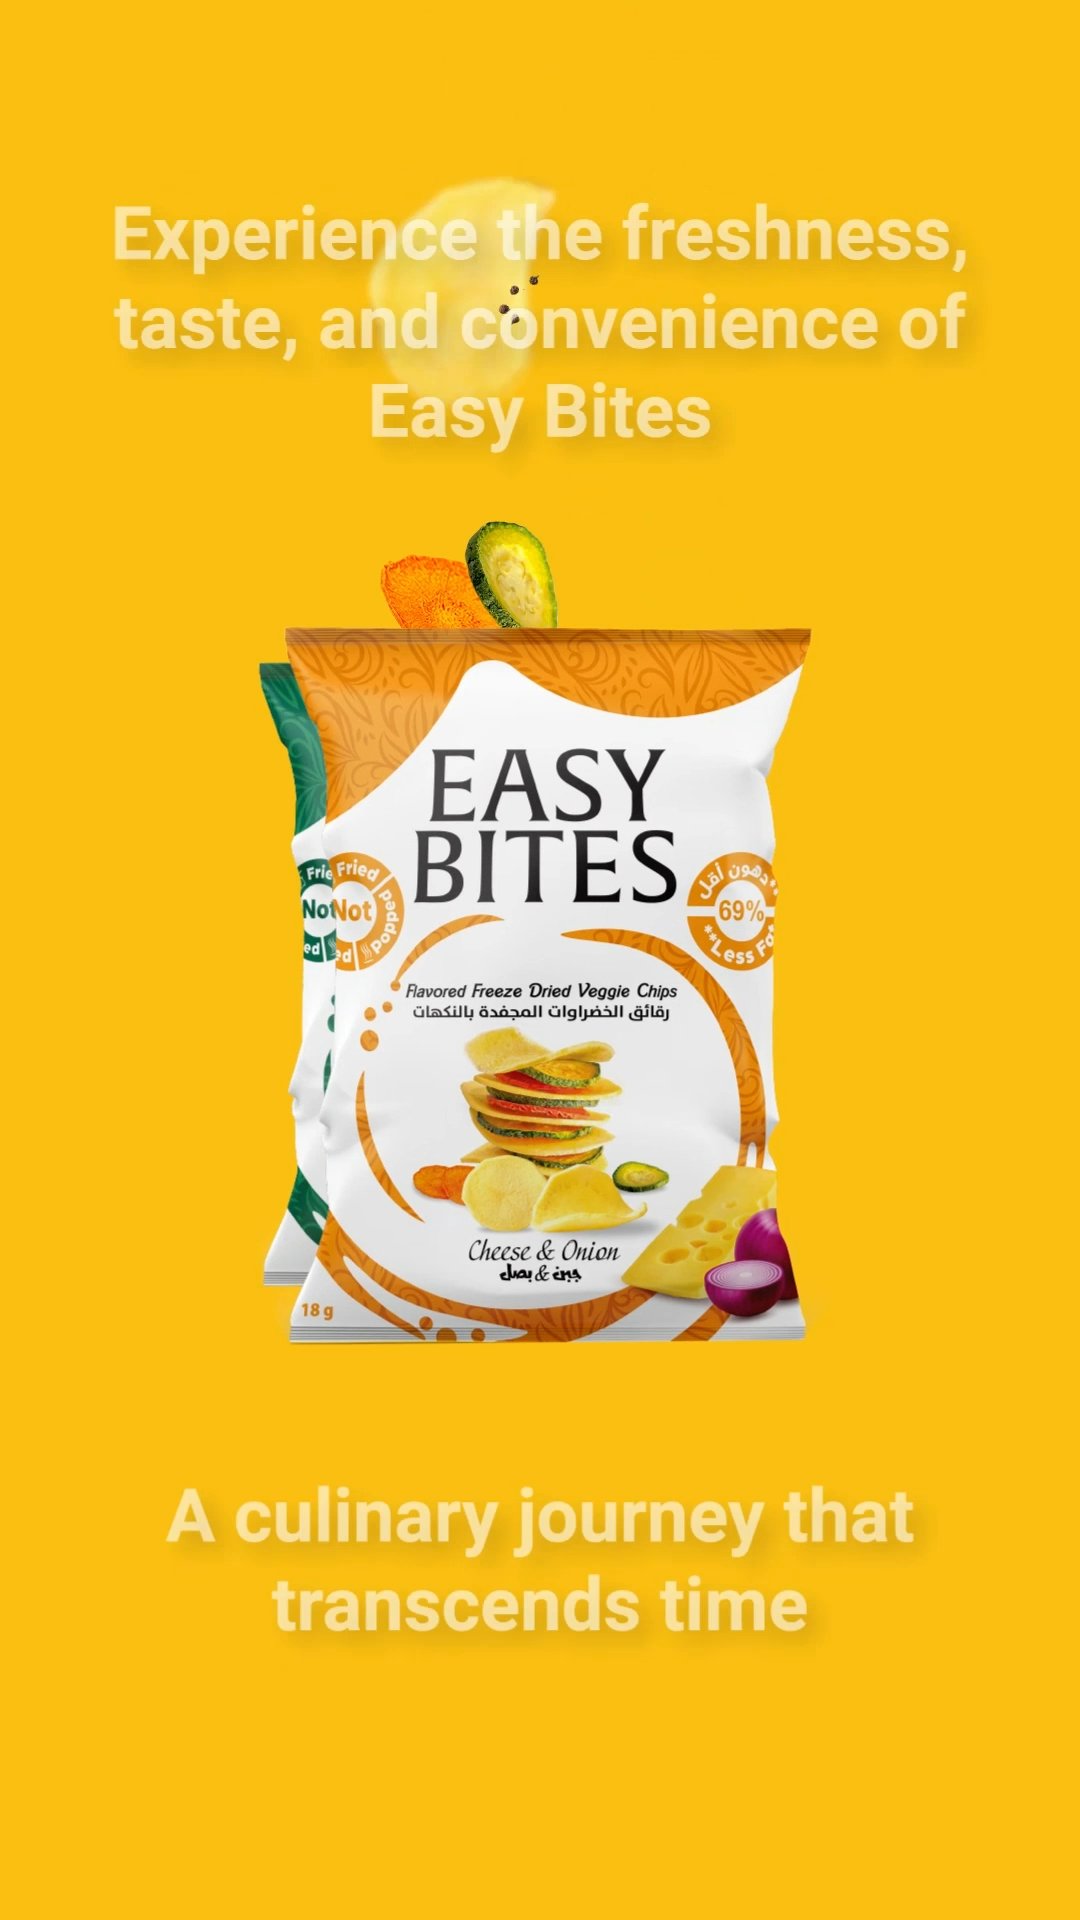 Experience the freshness,
taste, and convenience of
Easy Bites
EASY
BITES
Fried
Not
Popped
دهون أقل**
69%
**Less Fat
Flavored Freeze Dried Veggie Chips
رقائق الخضراوات المجفدة بالنكهات
Cheese & Onion
جبن & بصل
18 g
A culinary journey that
transcends time